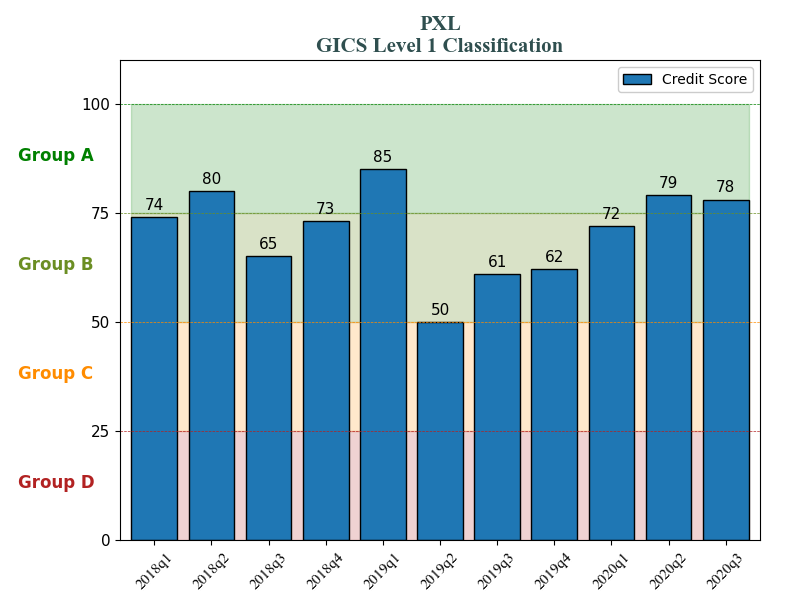 PXL
GICS Level 1 Classification
Credit Score
100
Group A
85
80
79
78
74
73
72
75
65
Group B
62
61
50
50
Group C
25
Group D
0
2018q1 2018q2 2018q3 2018q4 2019q1 2019q2 2019q3 2019q4 2020q1 2020q2 2020q3